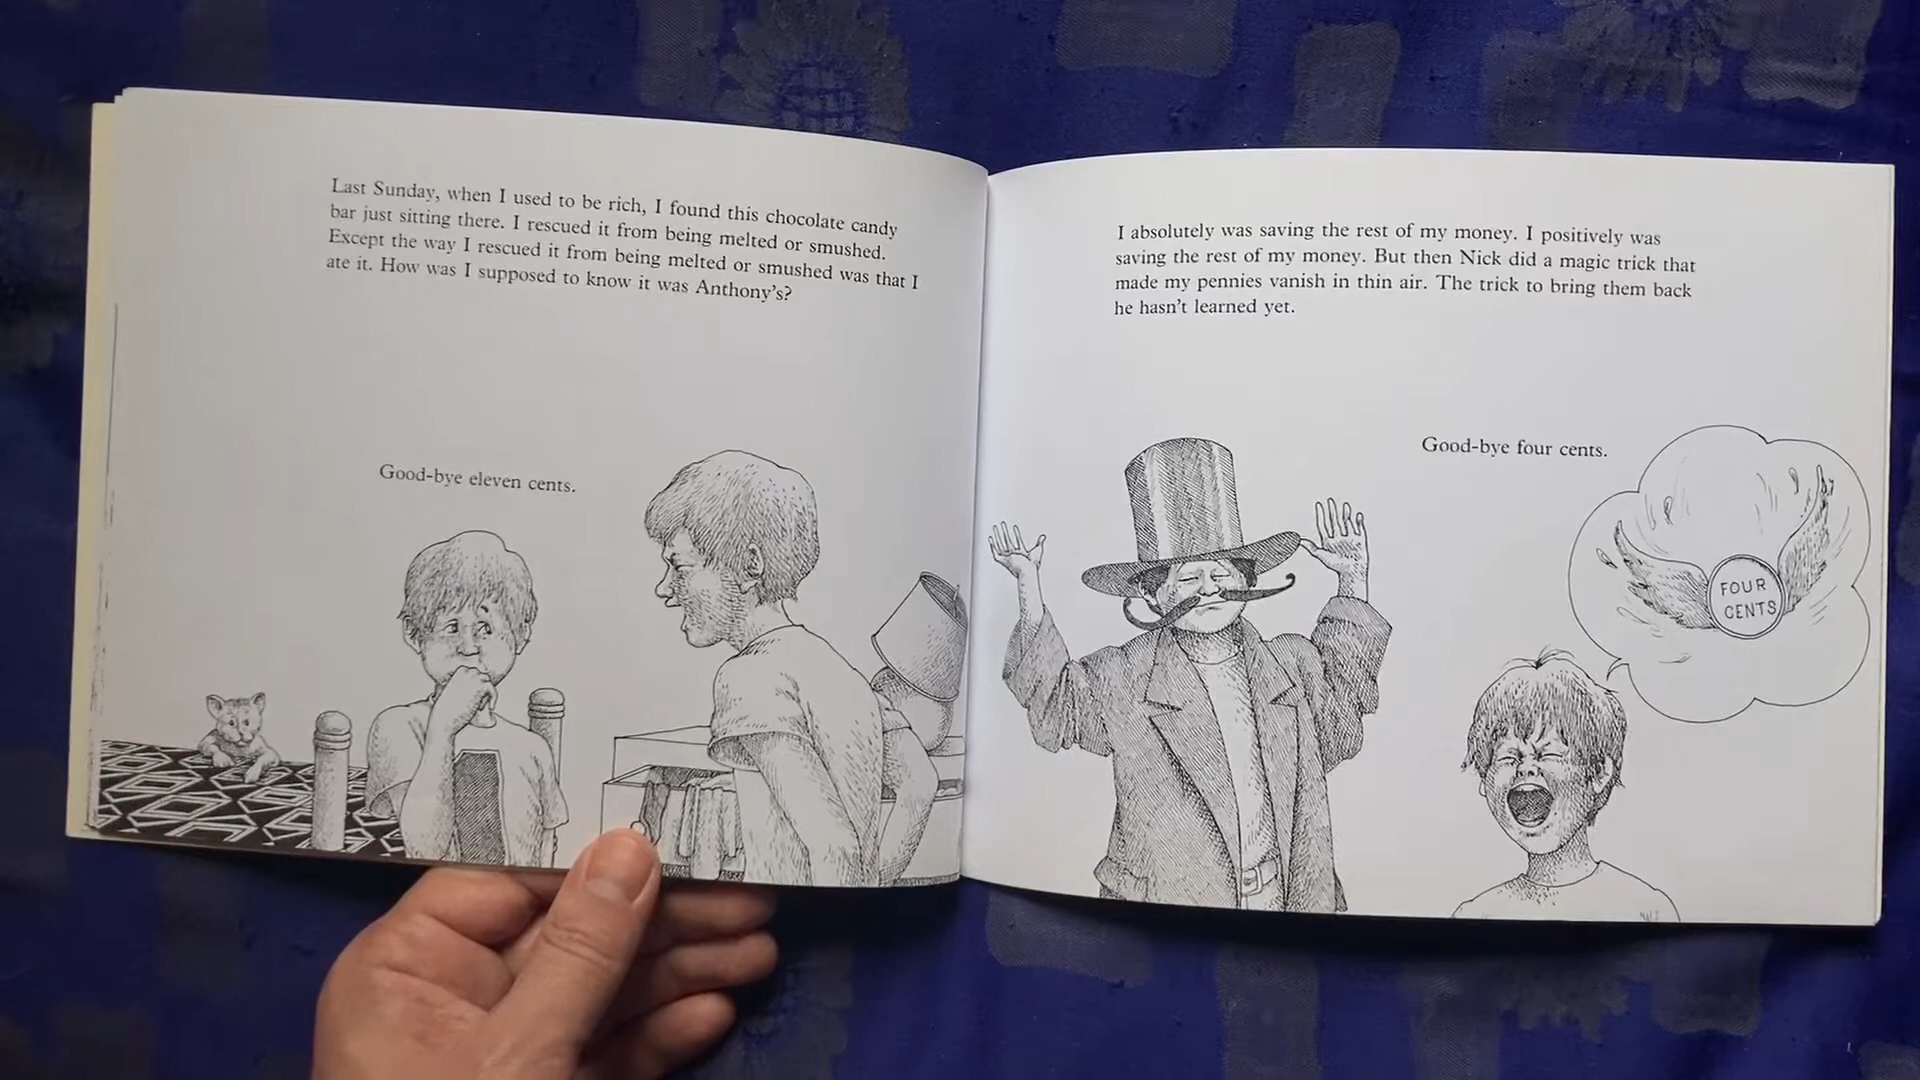 Last Sunday, when I used to be rich, I found this chocolate candy
bar just sitting there. I rescued it from being melted or smushed.
Except the way I rescued it from being melted or smushed was that I
ate it. How was I supposed to know it was Anthony's?
Good-bye eleven cents.
I absolutely was saving the rest of my money. I positively was
saving the rest of my money. But then Nick did a magic trick that
made my pennies vanish in thin air. The trick to bring them back
he hasn't learned yet.
Good-bye four cents.
FOUR
CENTS